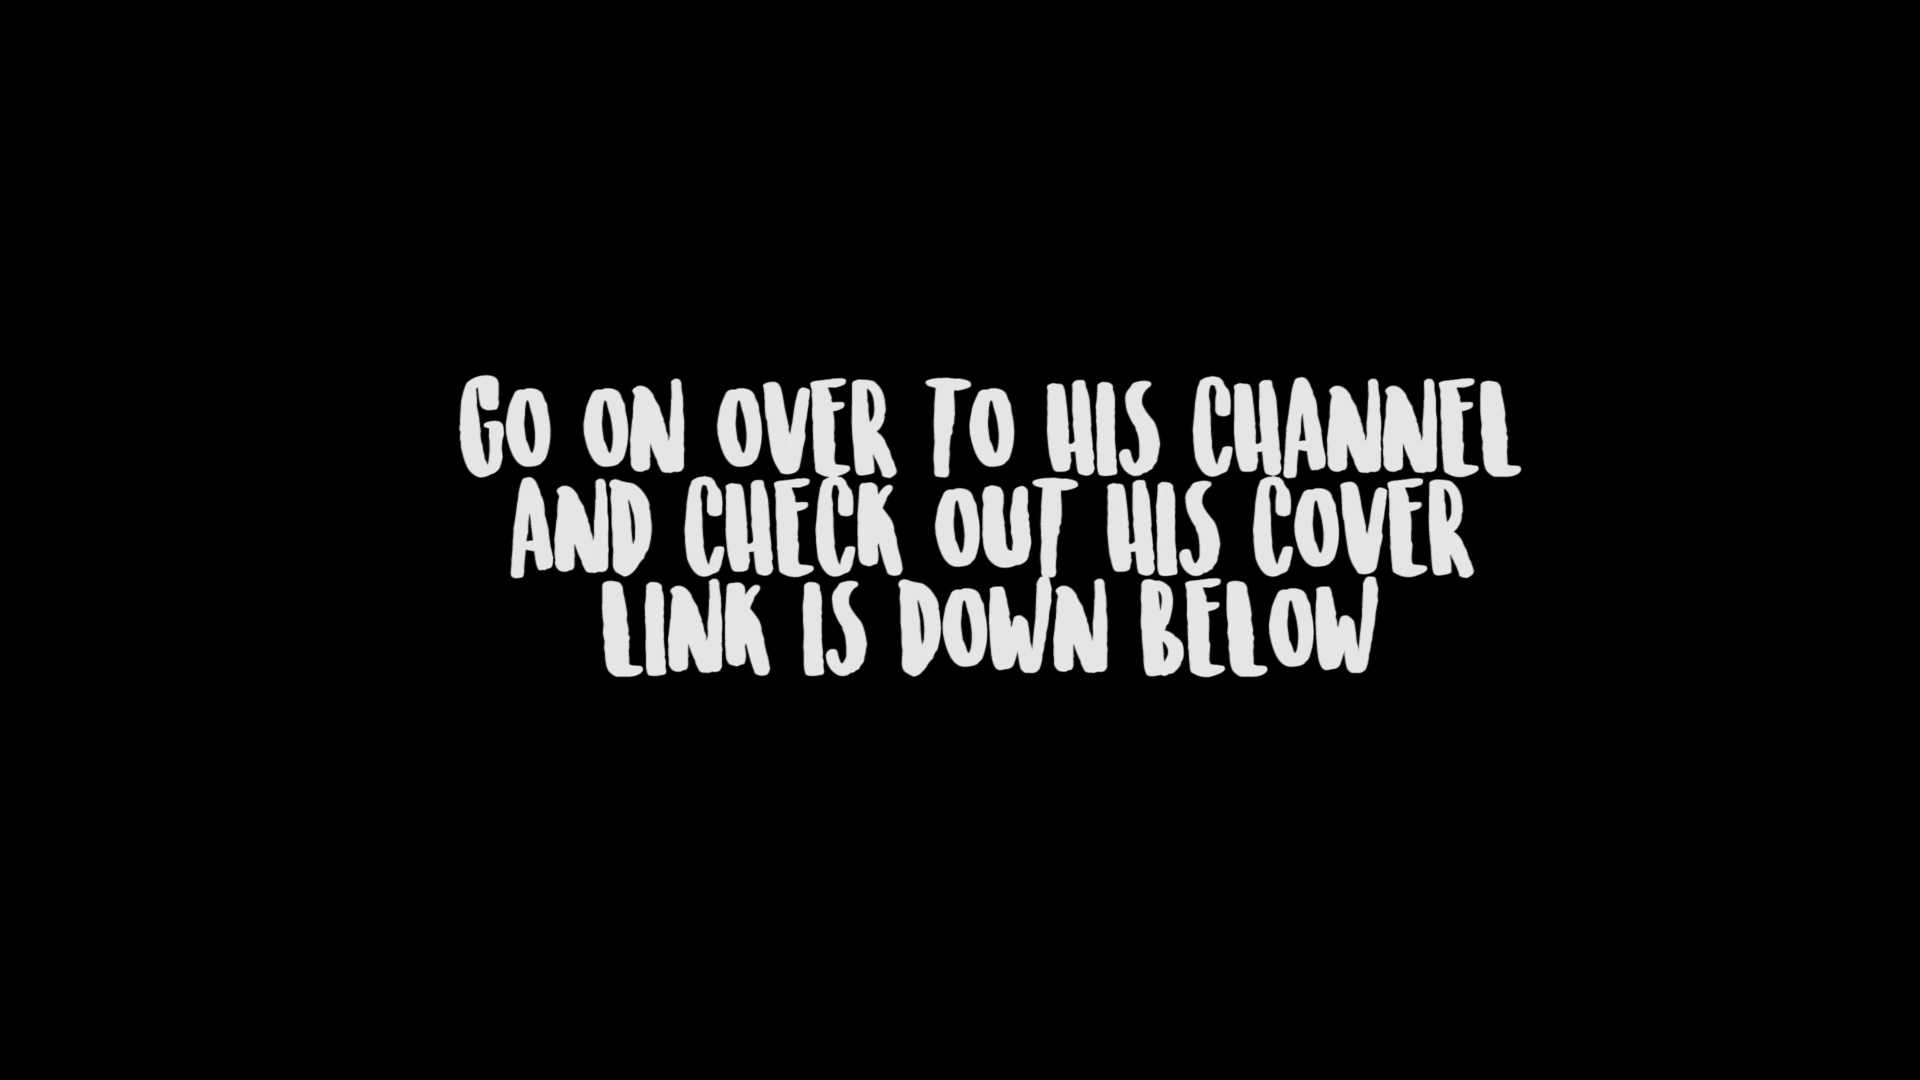 GO ON OVER TO HIS CHANNEL
AND CHECK OUT HIS COVER
LINK IS DOWN BELOW